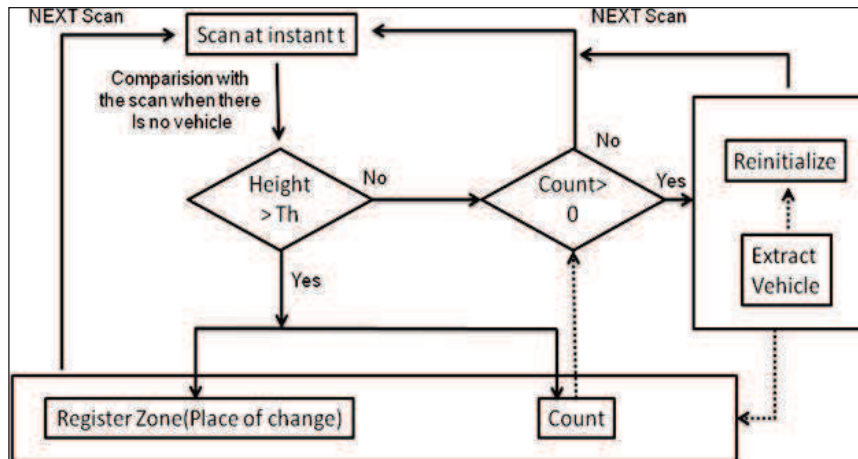 NEXT Scan
NEXT Scan
Scan at instant t
Comparision with
the scan when there
Is no vehicle
Height
> Th
No
Count>
0
No
Yes
Reinitialize
Extract
Vehicle
Yes
Register Zone(Place of change)
Count